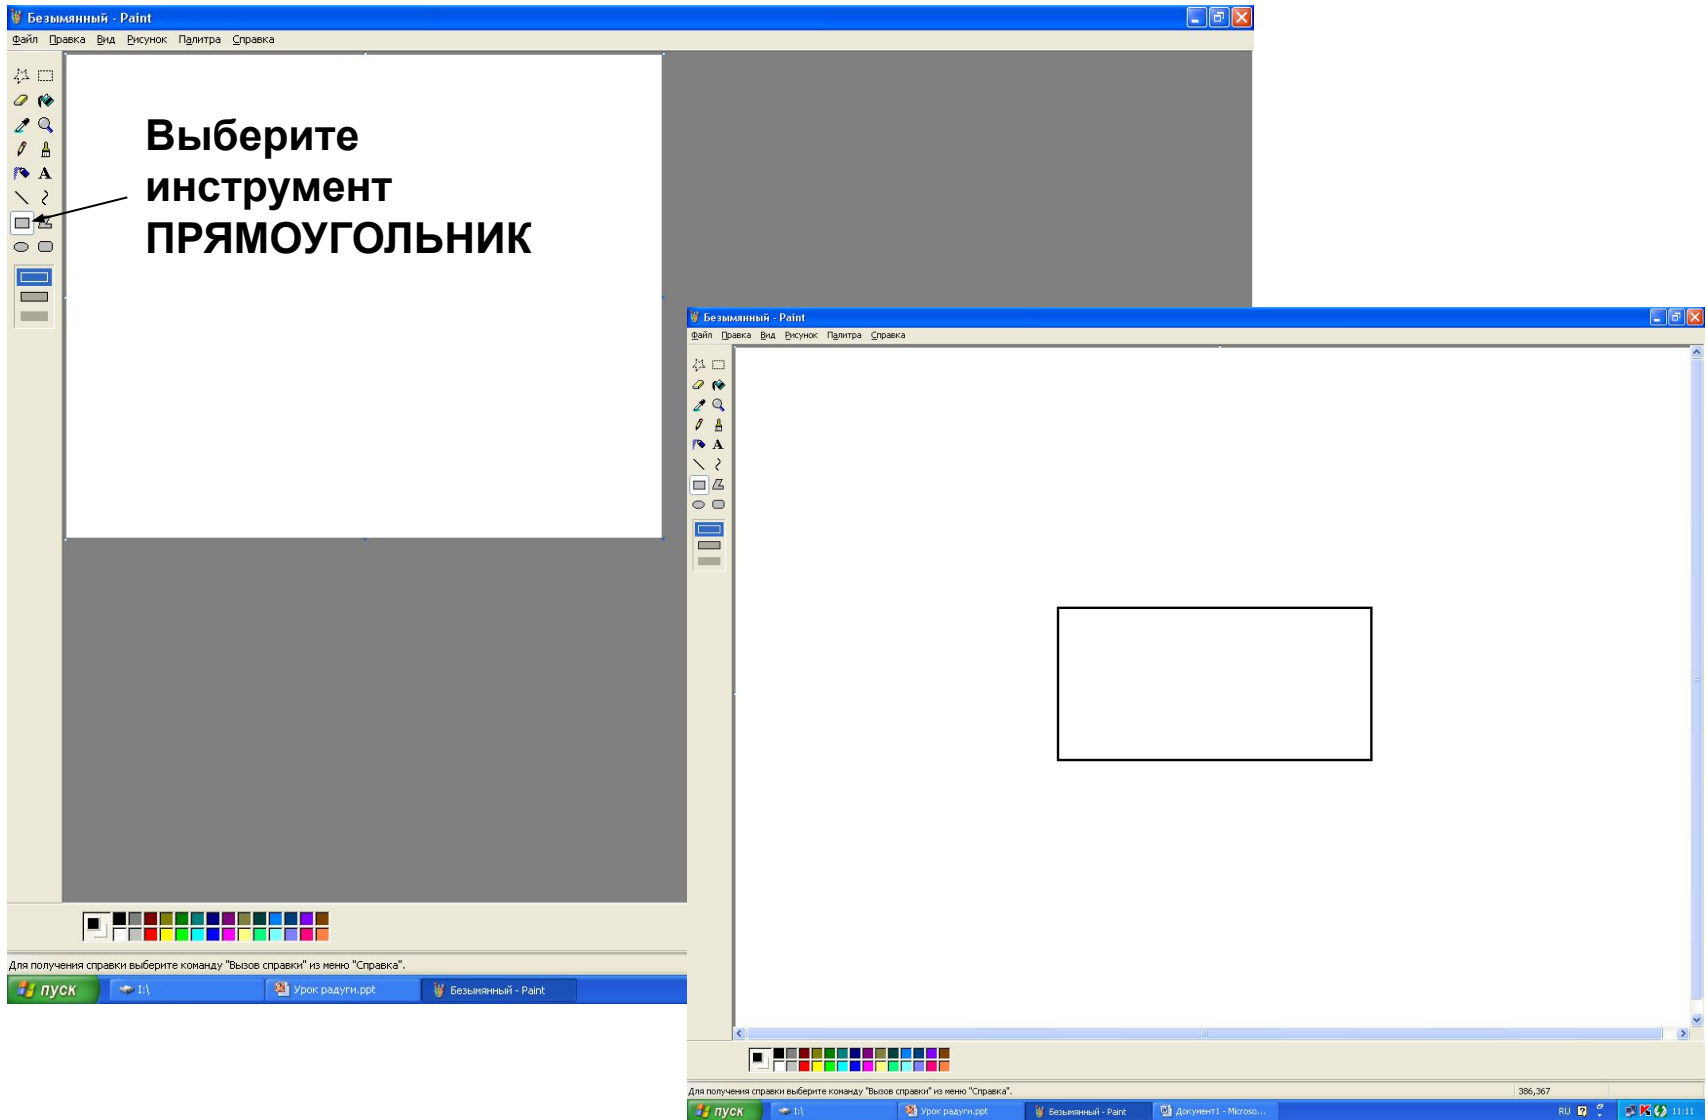 Безымянный - Paint
Файл Правка Вид Рисунок Палитра Справка
Выберите
инструмент
ПРЯМОУГОЛЬНИК
Для получения справки выберите команду "Вызов справки" из меню "Справка".
пуск I:\ Урок радуги.ppt Безымянный - Paint
Безымянный - Paint
Файл Правка Вид Рисунок Палитра Справка
Для получения справки выберите команду "Вызов справки" из меню "Справка". 386,367
пуск I:\ Урок радуги.ppt Безымянный - Paint Документ1 - Microso... RU 11:11